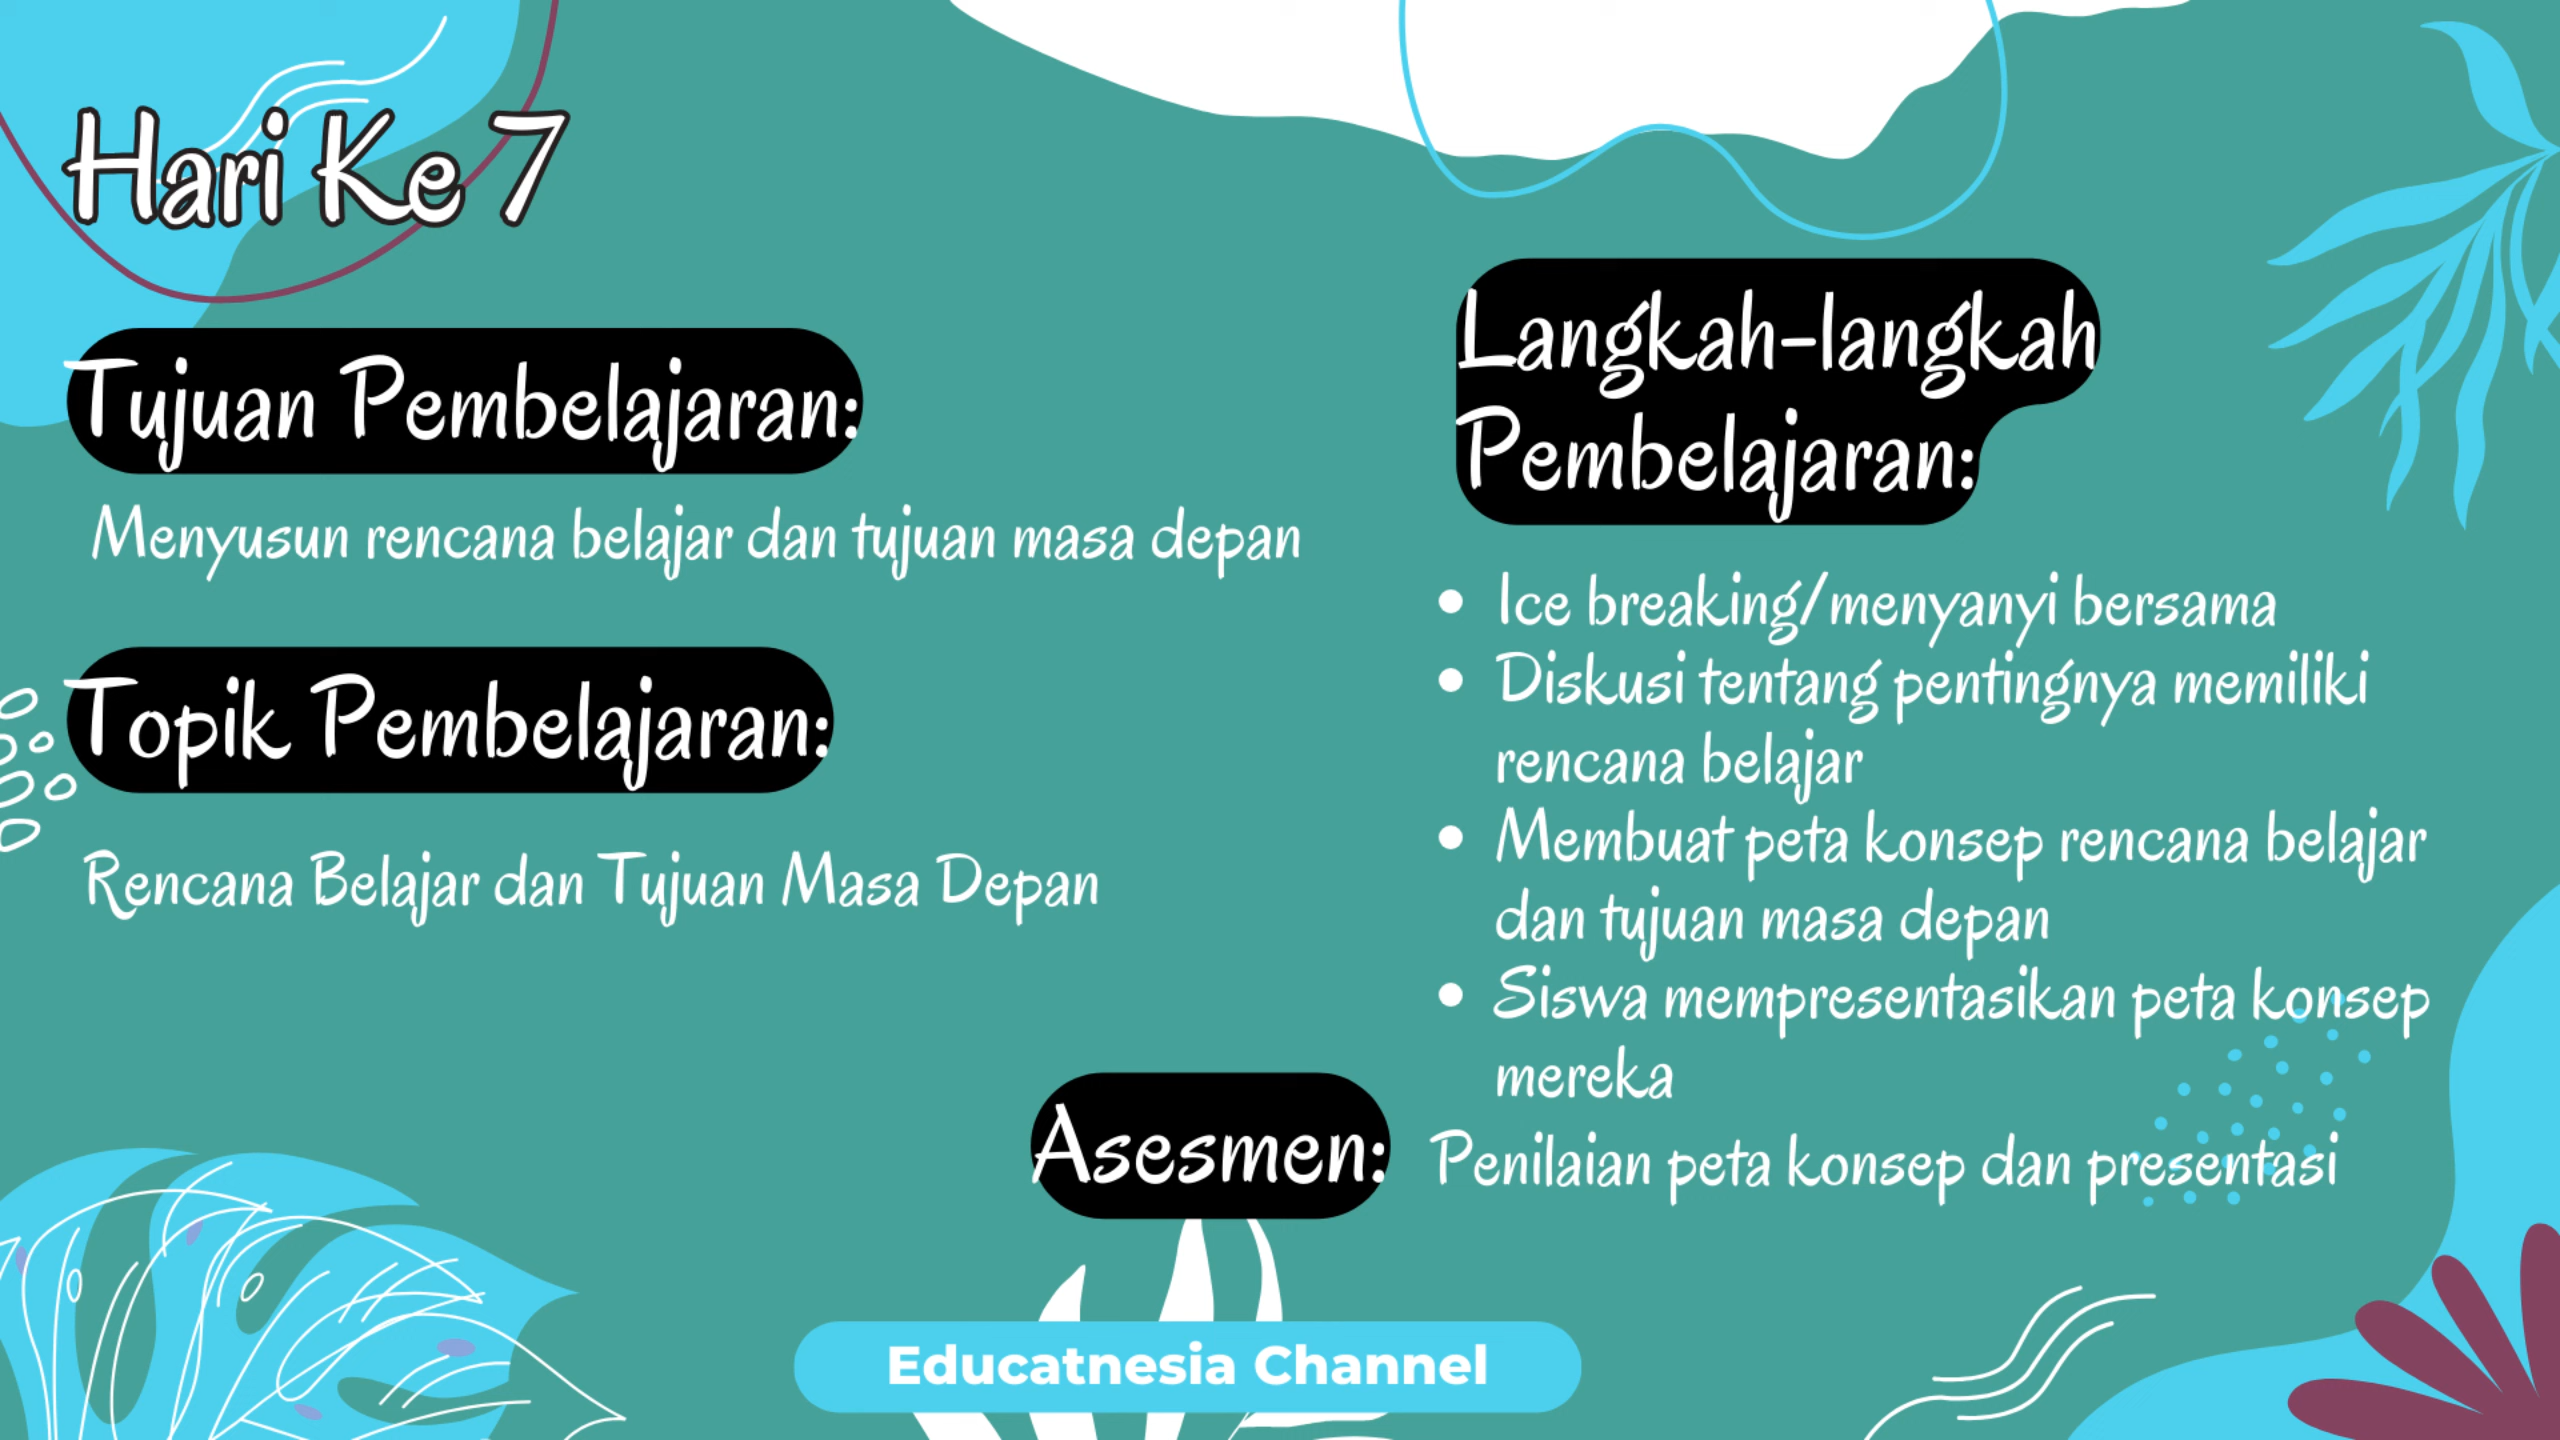 Hari Ke 7
Tujuan Pembelajaran:
Menyusun rencana belajar dan tujuan masa depan
Topik Pembelajaran:
Rencana Belajar dan Tujuan Masa Depan
Langkah-langkah
Pembelajaran:
• Ice breaking/menyanyi bersama
• Diskusi tentang pentingnya memiliki
rencana belajar
• Membuat peta konsep rencana belajar
dan tujuan masa depan
• Siswa mempresentasikan peta konsep
mereka
Asesmen: Penilaian peta konsep dan presentasi
Educatnesia Channel